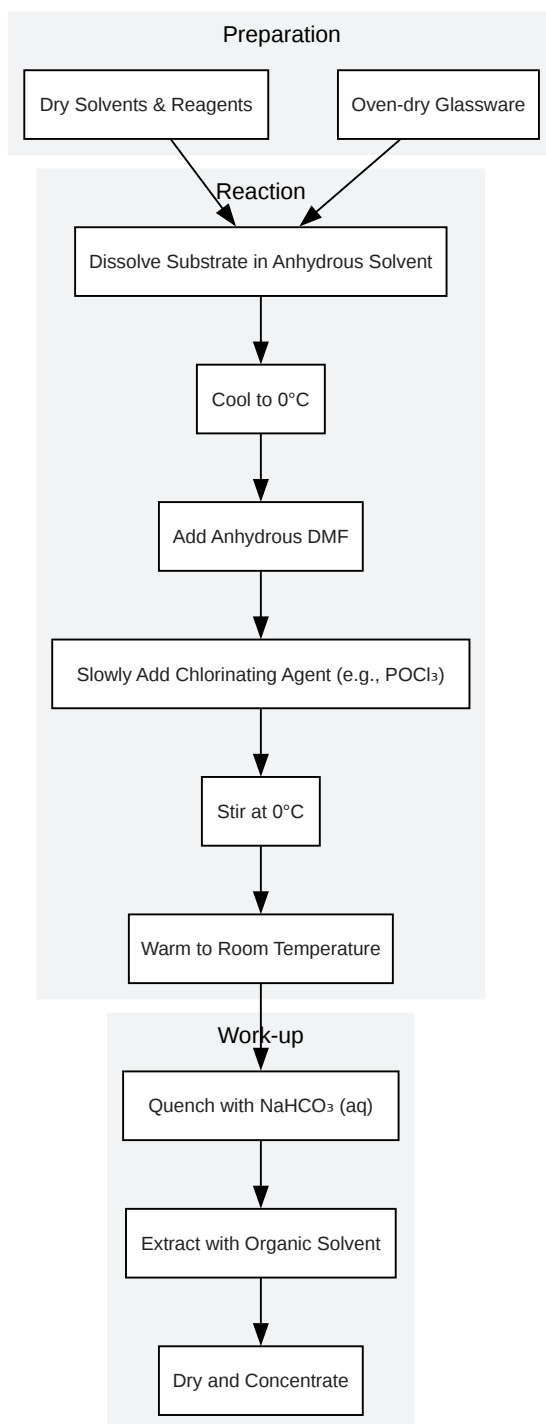 Preparation
Dry Solvents & Reagents
Oven-dry Glassware
Reaction
Dissolve Substrate in Anhydrous Solvent
Cool to 0°C
Add Anhydrous DMF
Slowly Add Chlorinating Agent (e.g., POCl₃)
Stir at 0°C
Warm to Room Temperature
Work-up
Quench with NaHCO₃ (aq)
Extract with Organic Solvent
Dry and Concentrate